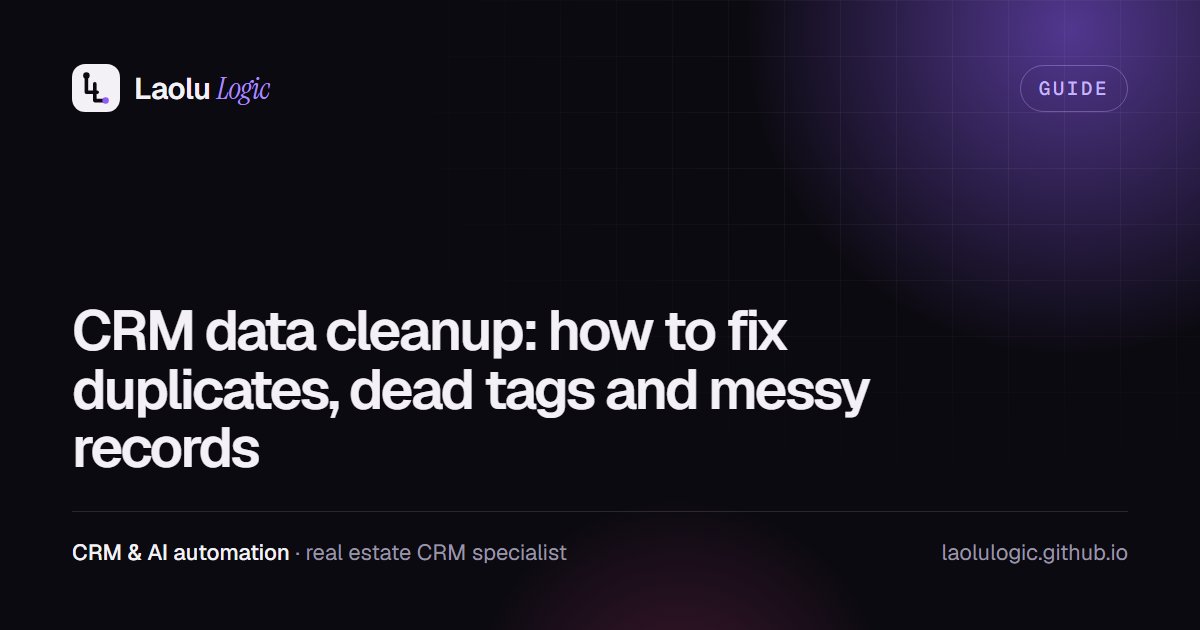 Laolu Logic
GUIDE
CRM data cleanup: how to fix
duplicates, dead tags and messy
records
CRM & AI automation · real estate CRM specialist
laolulogic.github.io